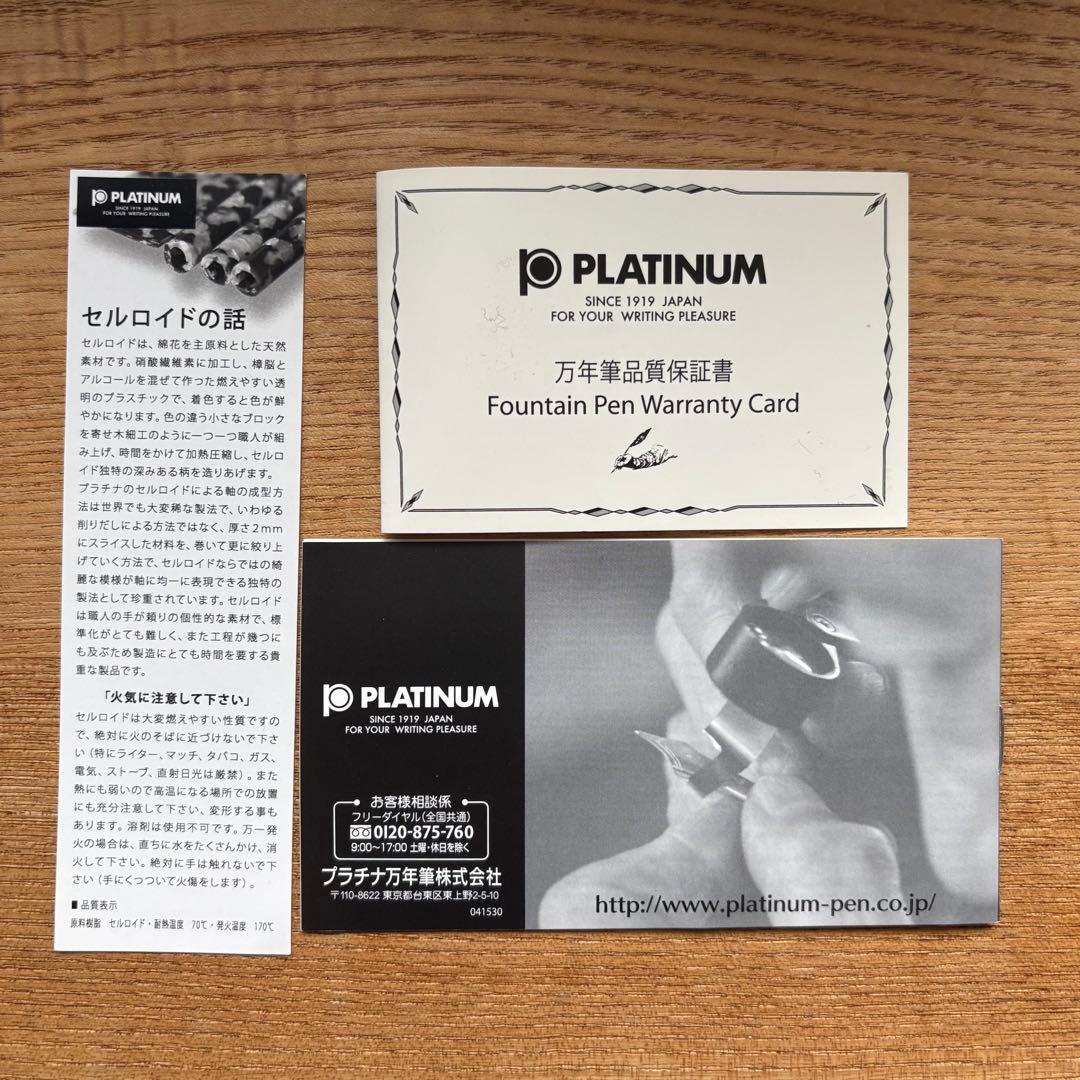 PLATINUM
SINCE 1919 JAPAN
FOR YOUR WRITING PLEASURE
セルロイドの話
セルロイドは、綿花を主原料とした天然
素材です。硝酸繊維素に加工し、樟脳と
アルコールを混ぜて作った燃えやすい透
明のプラスチックで、着色すると色が鮮
やかになります。色の違う小さなブロック
を寄せ木細工のように一つ一つ職人が組
み上げ、時間をかけて加熱圧縮し、セルロ
イド独特の深みある柄を造りあげます。
プラチナのセルロイドによる軸の成型方
法は世界でも大変稀な製法で、いわゆる
削りだしによる方法ではなく、厚さ2mm
にスライスした材料を、巻いて更に絞り上
げていく方法で、セルロイドならではの綺
麗な模様が軸に均一に表現できる独特の
製法として珍重されています。セルロイド
は職人の手が頼りの個性的な素材で、標
準化がとても難しく、また工程が幾つに
も及ぶため製造にとても時間を要する貴
重な製品です。
「火気に注意して下さい」
セルロイドは大変燃えやすい性質ですの
で、絶対に火のそばに近づけないで下さ
い(特にライター、マッチ、タバコ、ガス、
電気、ストーブ、直射日光は厳禁)。また
熱にも弱いので高温になる場所での放置
にも充分注意して下さい、変形する事も
あります。溶剤は使用不可です。万一発
火の場合は、直ちに水をたくさんかけ、消
火して下さい。絶対に手は触れないで下さ
い(手にくっついて火傷をします)。
■品質表示
原料樹脂 セルロイド・耐熱温度 70℃・発火温度 170℃
PLATINUM
SINCE 1919 JAPAN
FOR YOUR WRITING PLEASURE
万年筆品質保証書
Fountain Pen Warranty Card
PLATINUM
SINCE 1919 JAPAN
FOR YOUR WRITING PLEASURE
お客様相談係
フリーダイヤル(全国共通)
0120-875-760
9:00〜17:00 土曜・休日を除く
プラチナ万年筆株式会社
〒110-8622 東京都台東区東上野2-5-10
041530
http://www.platinum-pen.co.jp/